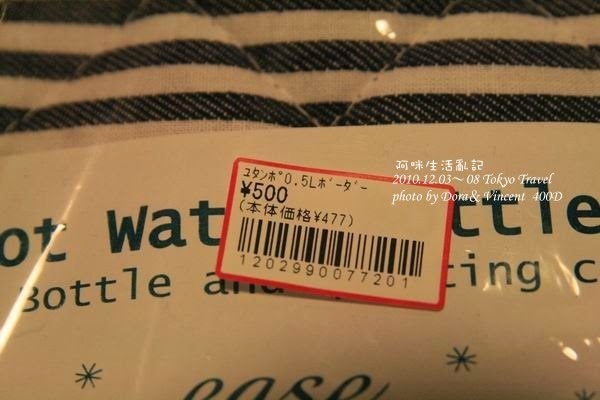 阿咪生活亂記
2010.12.03～08 Tokyo Travel
photo by Dora& Vincent 400D
ﾕﾀﾝﾎﾟ0.5Lﾎﾞｰﾀﾞｰ
¥500
(本体価格¥477)
1202990077201
ot Wat ttle
Bottle and ting c
ease